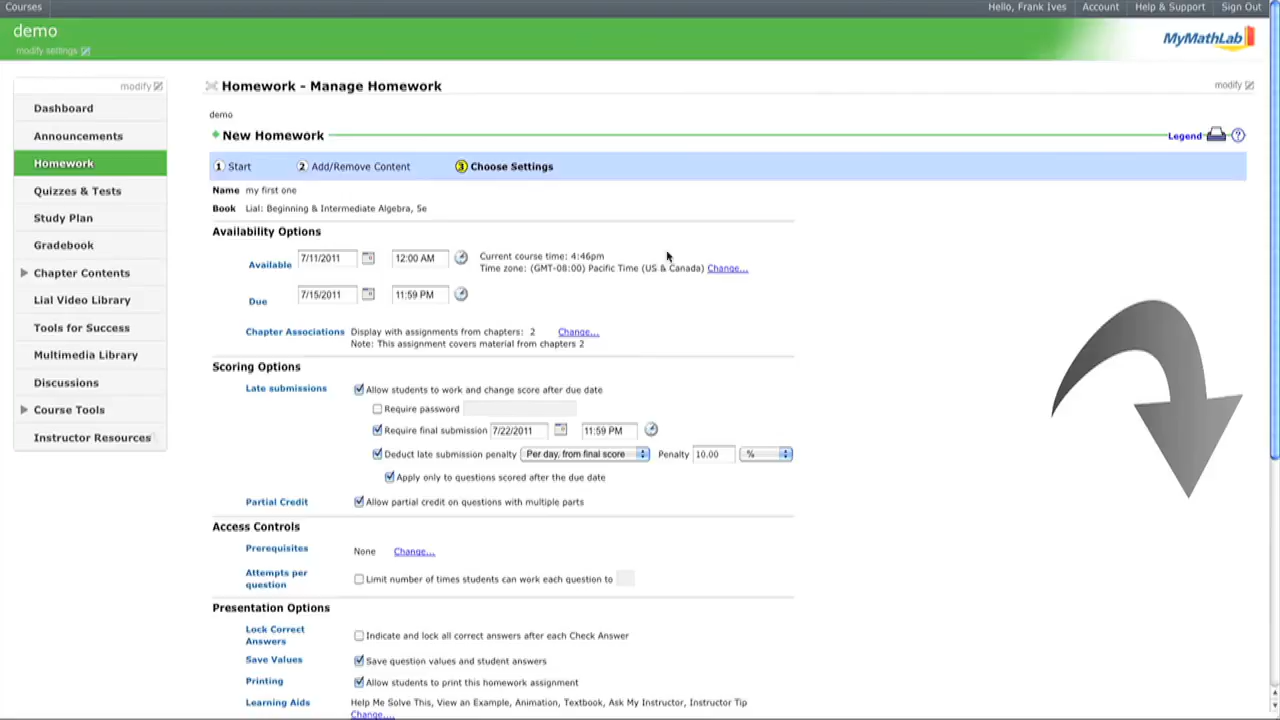 Courses
Hello, Frank Ives Account Help & Support Sign Out
demo
modify settings
MyMathLab
modify
Dashboard
Announcements
Homework
Quizzes & Tests
Study Plan
Gradebook
Chapter Contents
Lial Video Library
Tools for Success
Multimedia Library
Discussions
Course Tools
Instructor Resources
Homework - Manage Homework
modify
demo
New Homework
Legend ?
1 Start 2 Add/Remove Content 3 Choose Settings
Name my first one
Book Lial: Beginning & Intermediate Algebra, 5e
Availability Options
Available 7/11/2011 12:00 AM
Current course time: 4:46pm
Time zone: (GMT-08:00) Pacific Time (US & Canada) Change...
Due 7/15/2011 11:59 PM
Chapter Associations Display with assignments from chapters: 2 Change...
Note: This assignment covers material from chapters 2
Scoring Options
Late submissions Allow students to work and change score after due date
Require password
Require final submission 7/22/2011 11:59 PM
Deduct late submission penalty Per day, from final score Penalty 10.00 %
Apply only to questions scored after the due date
Partial Credit Allow partial credit on questions with multiple parts
Access Controls
Prerequisites None Change...
Attempts per question Limit number of times students can work each question to
Presentation Options
Lock Correct Answers Indicate and lock all correct answers after each Check Answer
Save Values Save question values and student answers
Printing Allow students to print this homework assignment
Learning Aids Help Me Solve This, View an Example, Animation, Textbook, Ask My Instructor, Instructor Tip
Change...